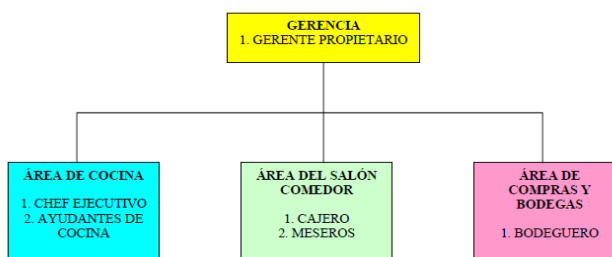 GERENCIA
1. GERENTE PROPIETARIO
ÁREA DE COCINA
1. CHEF EJECUTIVO
2. AYUDANTES DE
COCINA
ÁREA DEL SALÓN
COMEDOR
1. CAJERO
2. MESEROS
ÁREA DE
COMPRAS Y
BODEGAS
1. BODEGUERO